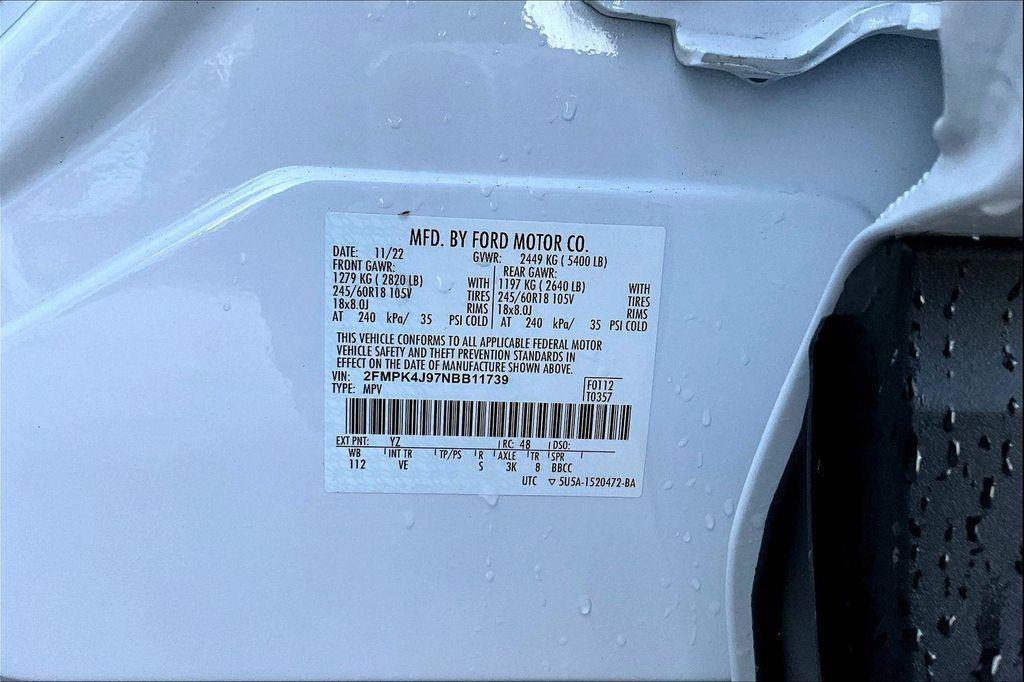 MFD. BY FORD MOTOR CO.
DATE: 11/22 GVWR: 2449 KG ( 5400 LB)
FRONT GAWR: REAR GAWR:
1279 KG ( 2820 LB) WITH 1197 KG ( 2640 LB) WITH
245/60R18 105V TIRES 245/60R18 105V TIRES
18x8.0J RIMS 18x8.0J RIMS
AT 240 kPa/ 35 PSI COLD AT 240 kPa/ 35 PSI COLD
THIS VEHICLE CONFORMS TO ALL APPLICABLE FEDERAL MOTOR
VEHICLE SAFETY AND THEFT PREVENTION STANDARDS IN
EFFECT ON THE DATE OF MANUFACTURE SHOWN ABOVE.
VIN: 2FMPK4J97NBB11739 F0112
TYPE: MPV T0357
EXT PNT: YZ RC: 48 DSO:
WB INT TR TP/PS R AXLE TR SPR
112 VE S 3K 8 BBCC
UTC ▽ 5U5A-1520472-BA